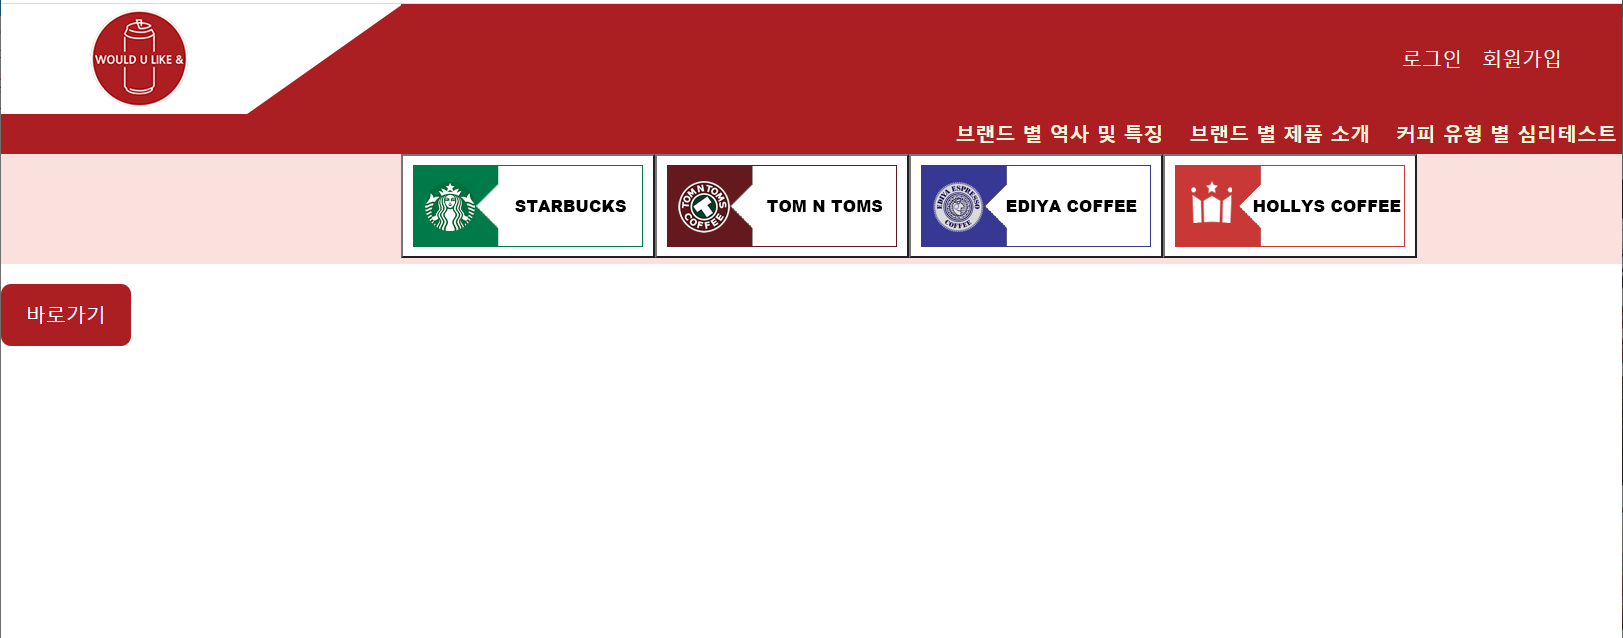 WOULD U LIKE &
로그인 회원가입
브랜드 별 역사 및 특징 브랜드 별 제품 소개 커피 유형 별 심리테스트
STARBUCKS
TOM N TOMS COFFEE
TOM N TOMS
EDIYA ESPRESSO COFFEE
EDIYA COFFEE
HOLLYS COFFEE
바로가기